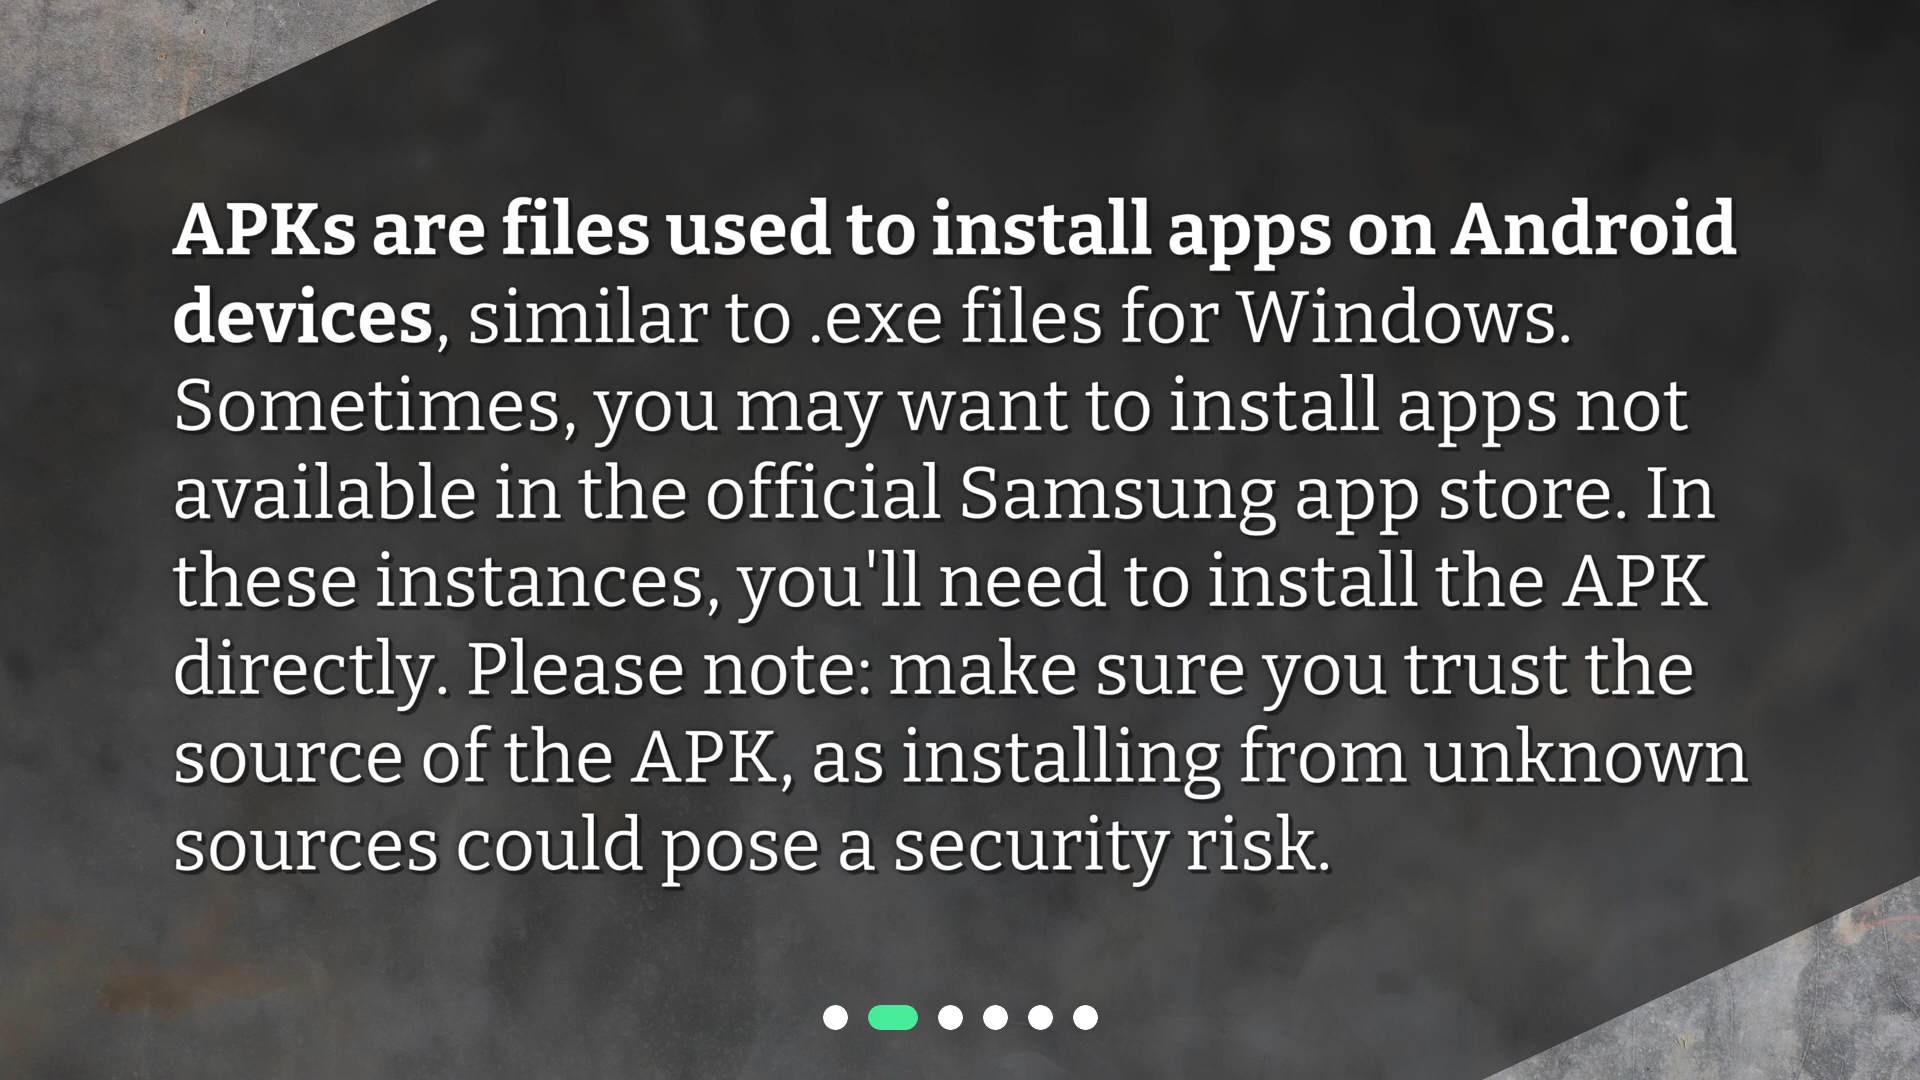 APKs are files used to install apps on Android
devices, similar to .exe files for Windows.
Sometimes, you may want to install apps not
available in the official Samsung app store. In
these instances, you'll need to install the APK
directly. Please note: make sure you trust the
source of the APK, as installing from unknown
sources could pose a security risk.